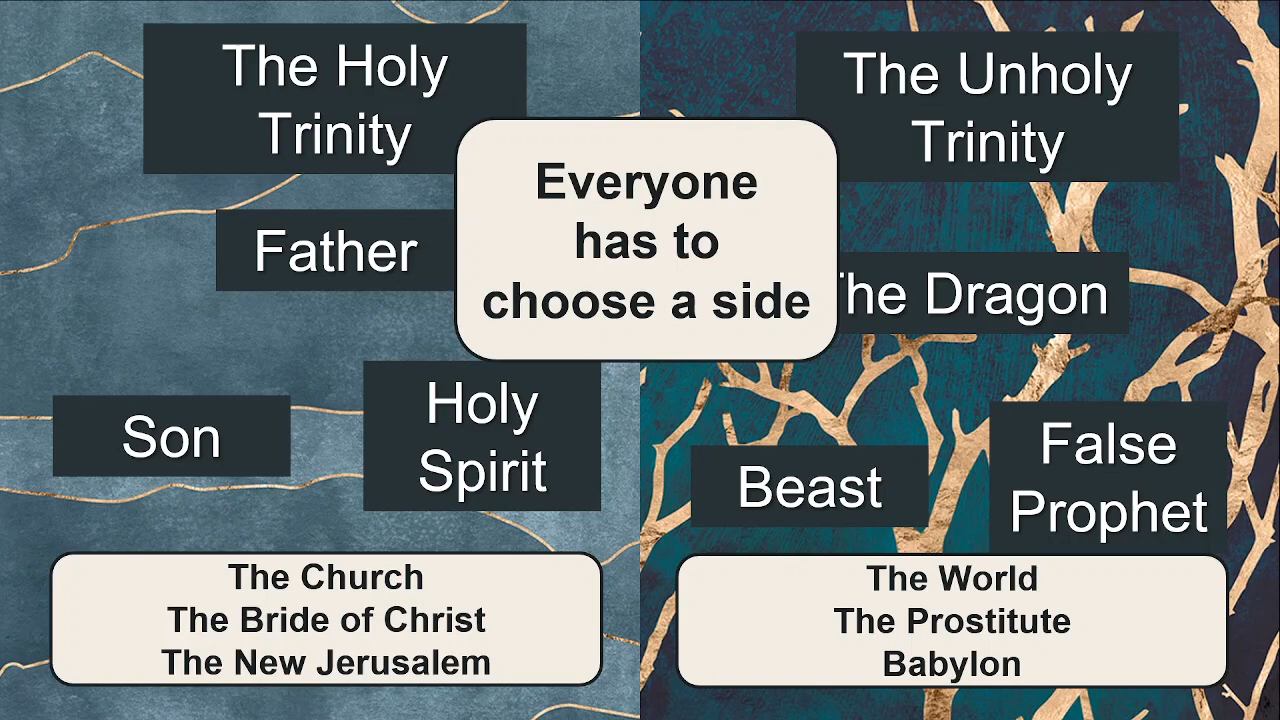 The Holy
Trinity
Father
Son
Holy
Spirit
The Church
The Bride of Christ
The New Jerusalem
Everyone
has to
choose a side
The Unholy
Trinity
The Dragon
Beast
False
Prophet
The World
The Prostitute
Babylon